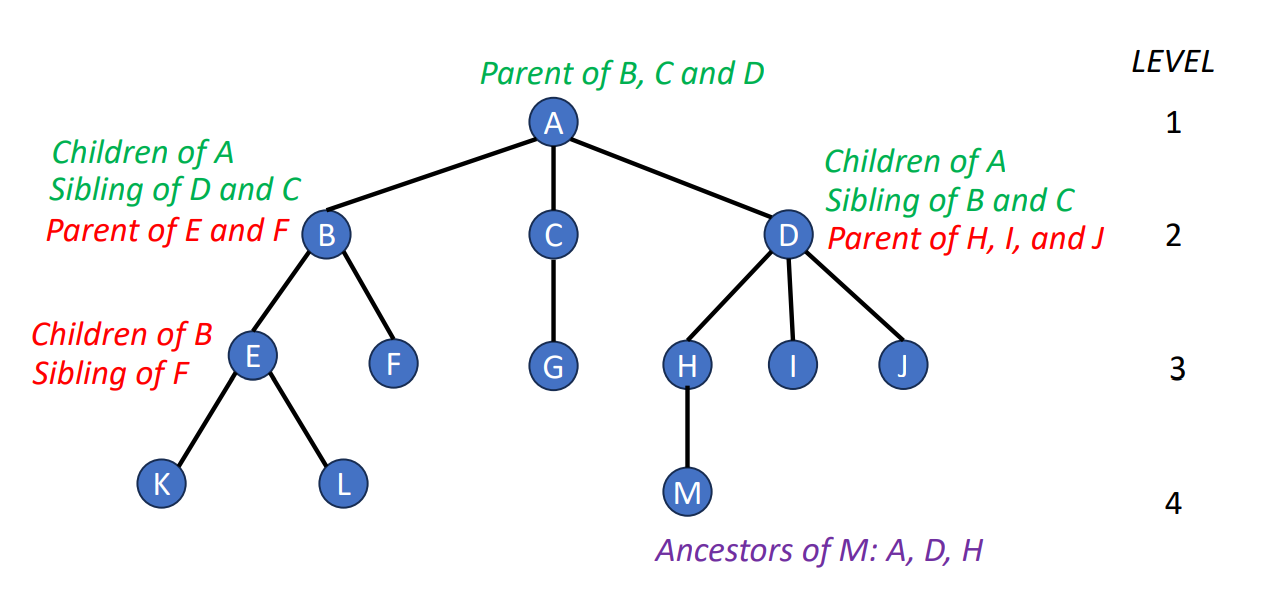 LEVEL
Parent of B, C and D
A
1
Children of A
Sibling of D and C
Parent of E and F
B
C
D
Children of A
Sibling of B and C
Parent of H, I, and J
2
Children of B
Sibling of F
E
F
G
H
I
J
3
K
L
M
4
Ancestors of M: A, D, H